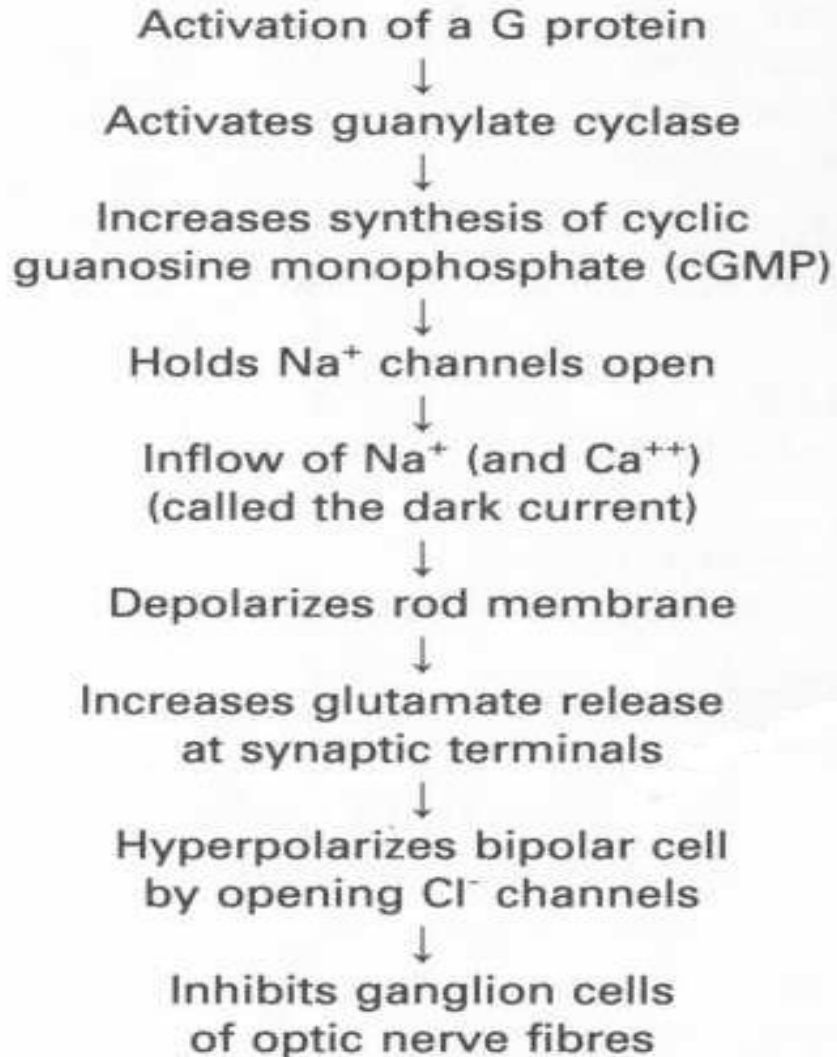 Activation of a G protein
↓
Activates guanylate cyclase
↓
Increases synthesis of cyclic
guanosine monophosphate (cGMP)
↓
Holds Na⁺ channels open
↓
Inflow of Na⁺ (and Ca⁺⁺)
(called the dark current)
↓
Depolarizes rod membrane
↓
Increases glutamate release
at synaptic terminals
↓
Hyperpolarizes bipolar cell
by opening Cl⁻ channels
↓
Inhibits ganglion cells
of optic nerve fibres